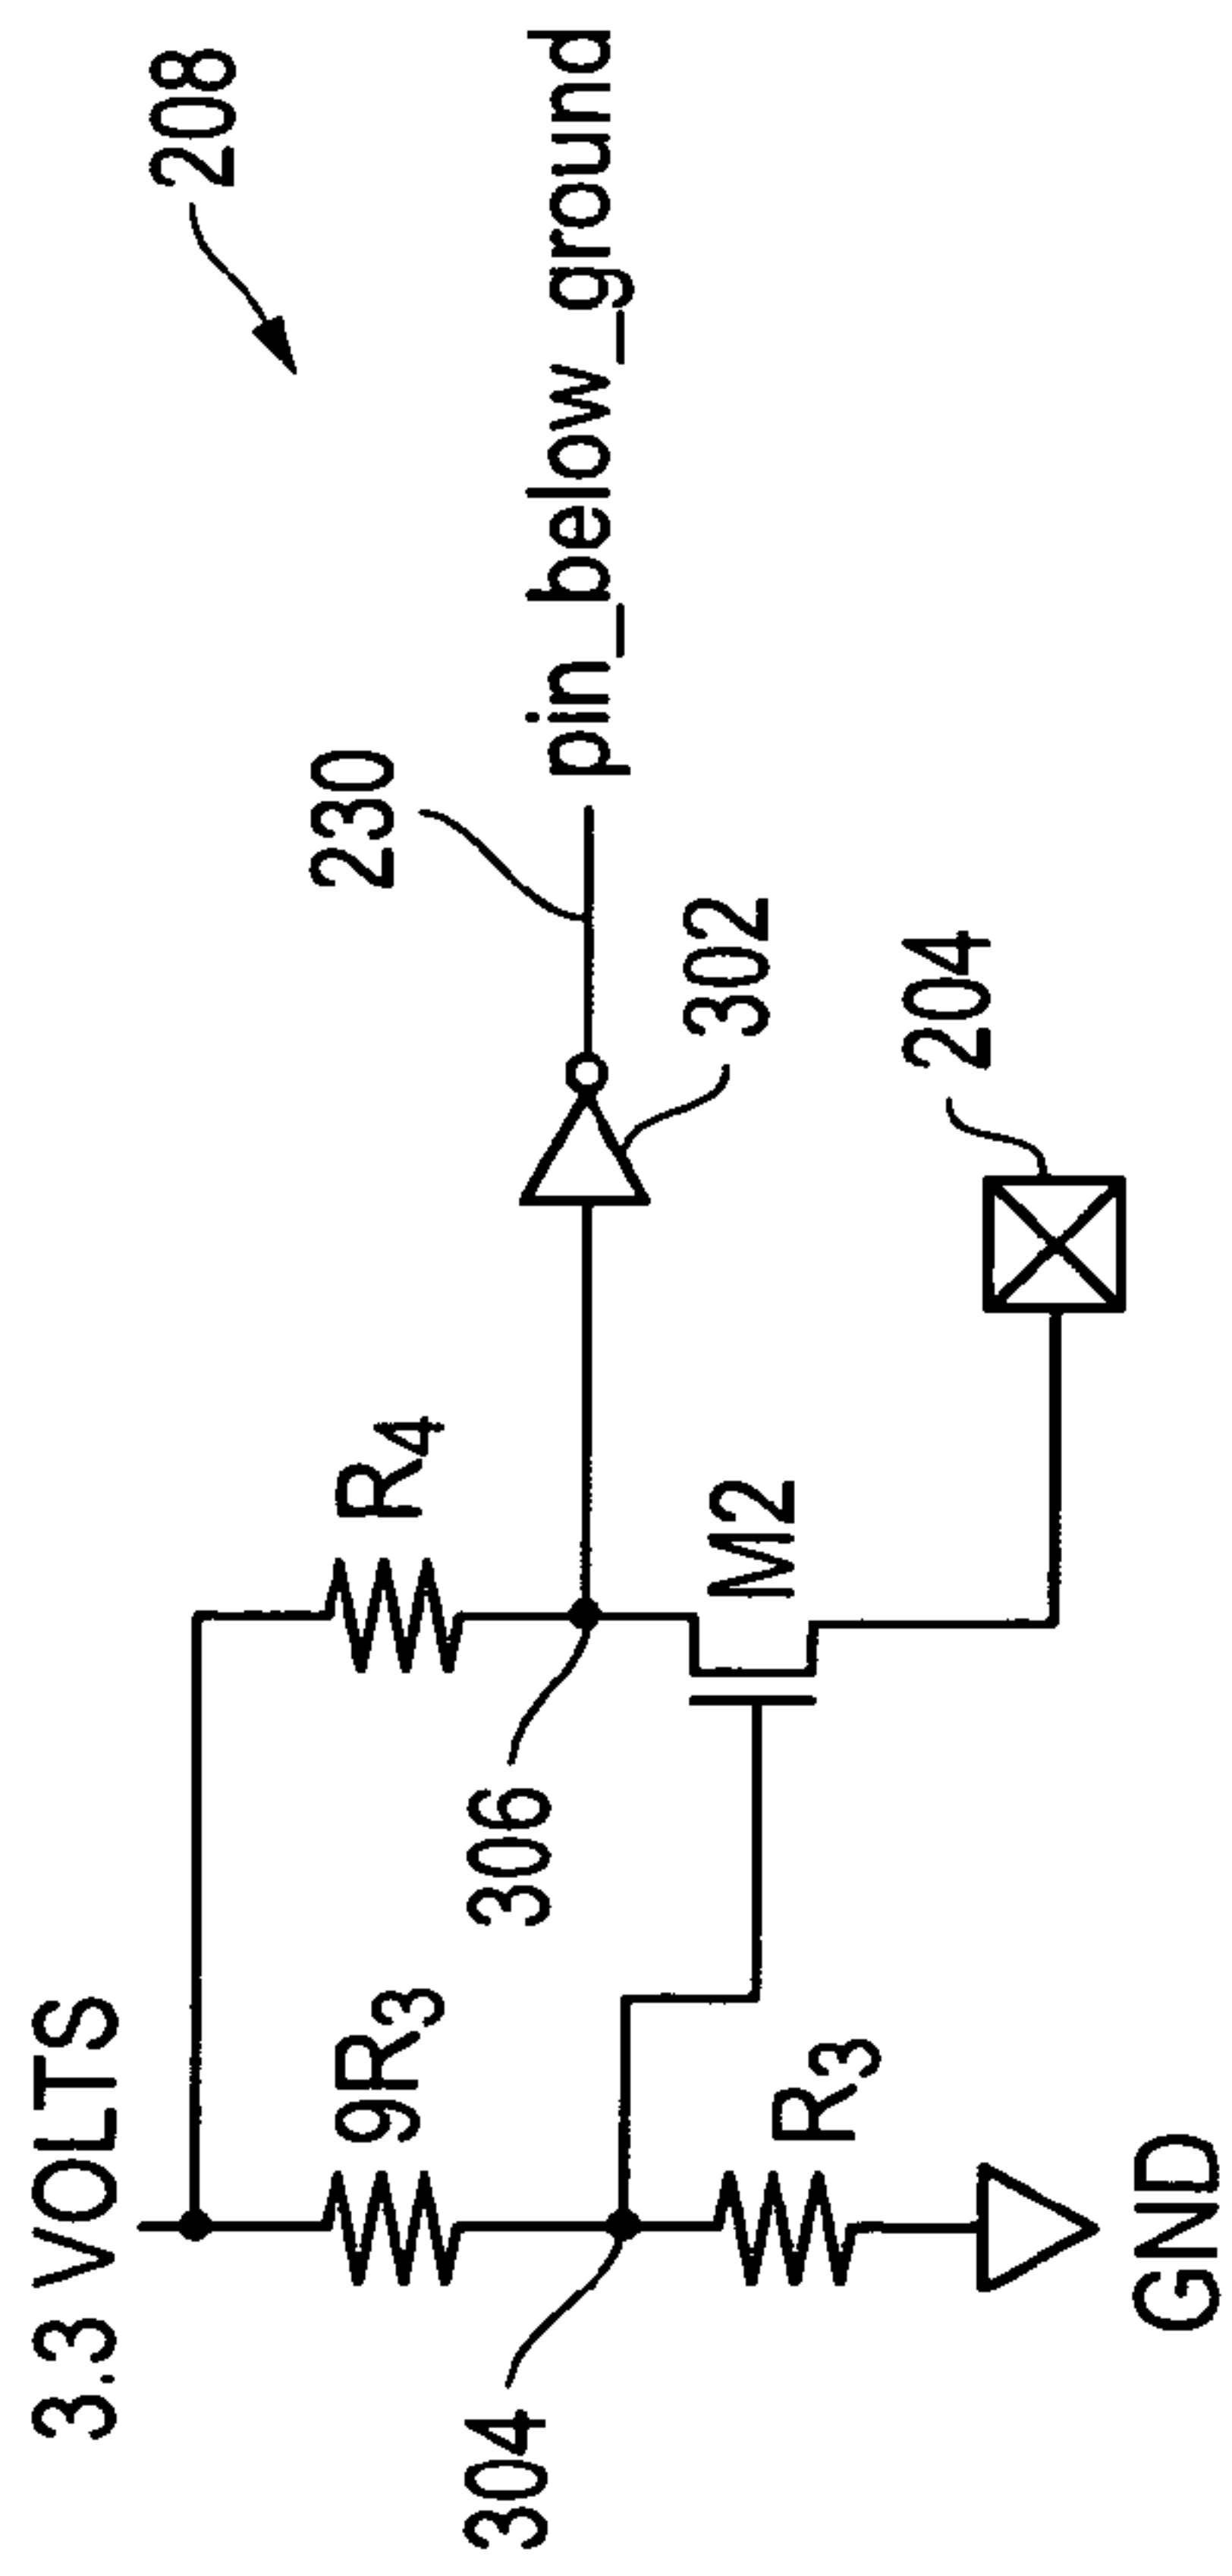 208
3.3 VOLTS
9R3
R4
230
pin_below_ground
304
306
302
M2
R3
204
GND